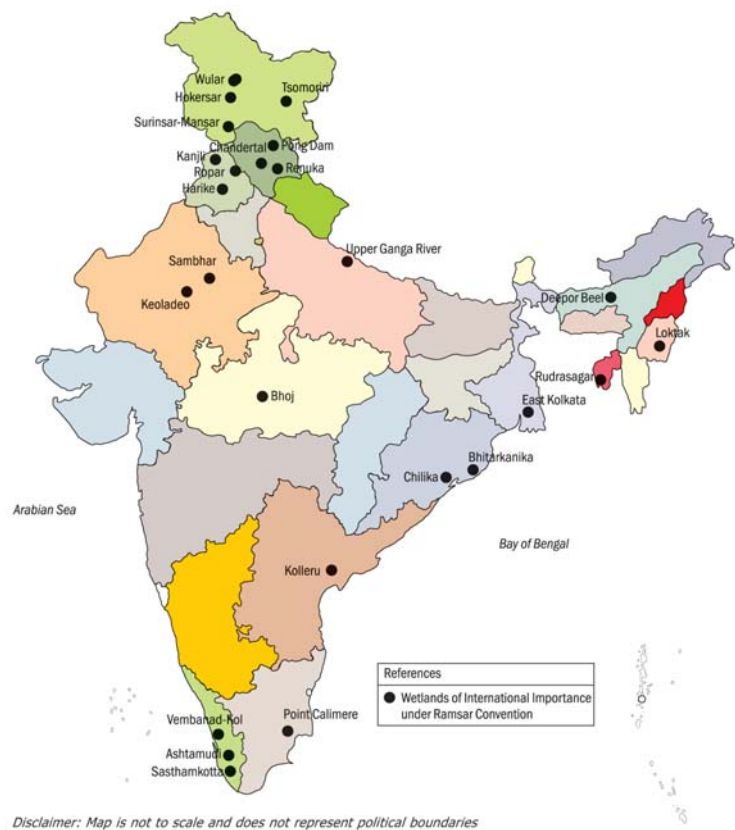 Wular
Hokersar
Tsomoriri
Surinsar-Mansar
Chandertal
Pong Dam
Kanjli
Ropar
Renuka
Harike
Upper Ganga River
Sambhar
Keoladeo
Deepor Beel
Loktak
Rudrasagar
Bhoj
East Kolkata
Bhitarkanika
Chilika
Arabian Sea
Bay of Bengal
Kolleru
References
Wetlands of International Importance
under Ramsar Convention
Vembanad-Kol
Point Calimere
Ashtamudi
Sasthamkotta
Disclaimer: Map is not to scale and does not represent political boundaries